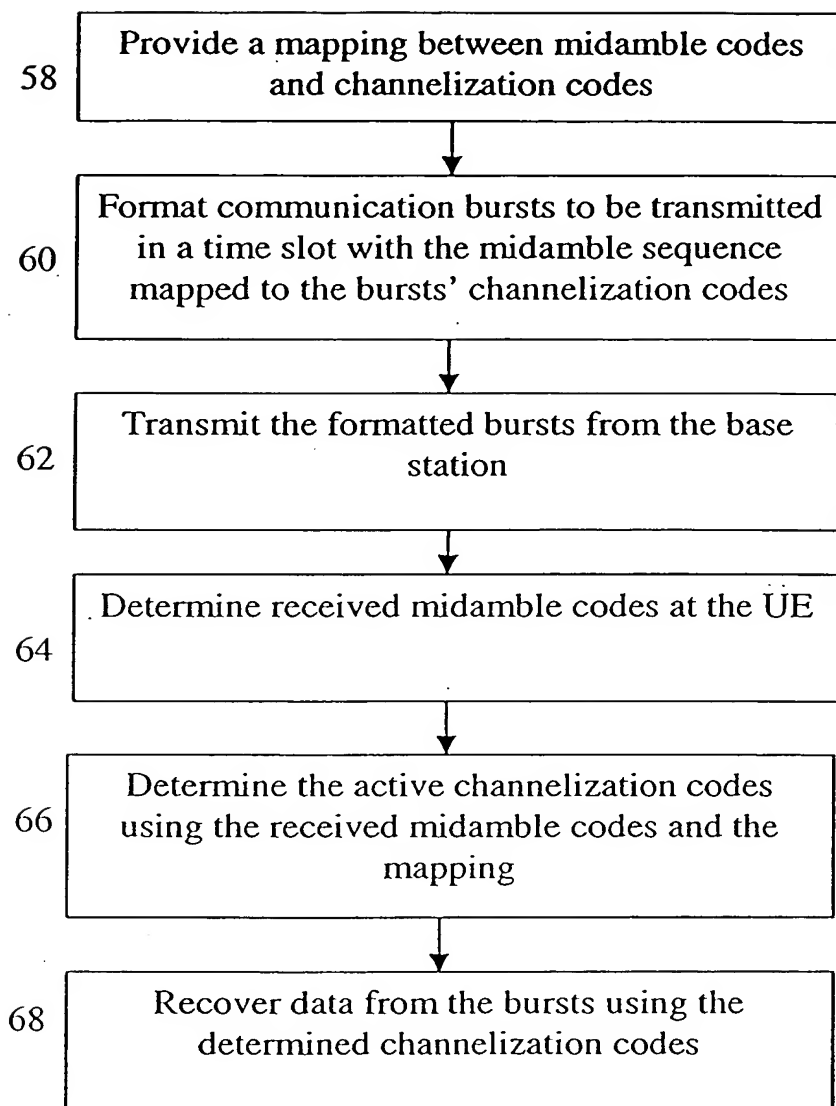 Provide a mapping between midamble codes
and channelization codes
58
Format communication bursts to be transmitted
in a time slot with the midamble sequence
mapped to the bursts' channelization codes
60
Transmit the formatted bursts from the base
station
62
Determine received midamble codes at the UE
64
Determine the active channelization codes
using the received midamble codes and the
mapping
66
Recover data from the bursts using the
determined channelization codes
68